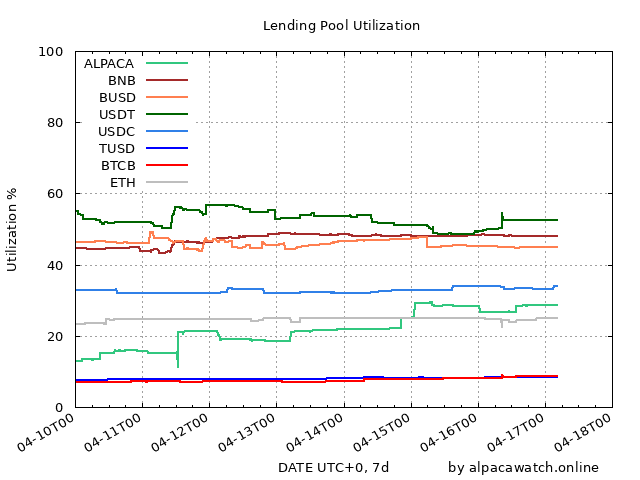 Lending Pool Utilization
Utilization %
100
80
60
40
20
0
ALPACA
BNB
BUSD
USDT
USDC
TUSD
BTCB
ETH
04-10T00
04-11T00
04-12T00
04-13T00
04-14T00
04-15T00
04-16T00
04-17T00
04-18T00
DATE UTC+0, 7d
by alpacawatch.online